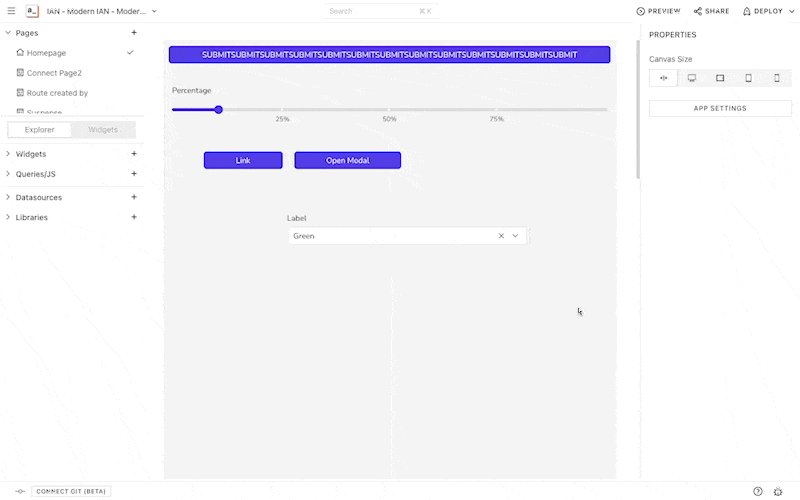 a_ IAN - Modern IAN - Moder...
Search ⌘ K
PREVIEW SHARE DEPLOY
Pages +
Homepage
Connect Page2
Route created by
Suspense
Explorer Widgets
Widgets +
Queries/JS +
Datasources +
Libraries +
SUBMITSUBMITSUBMITSUBMITSUBMITSUBMITSUBMITSUBMITSUBMITSUBMITSUBMITSUBMITSUBMIT
Percentage
25% 50% 75%
Link Open Modal
Label
Green
PROPERTIES
Canvas Size
APP SETTINGS
CONNECT GIT (BETA)